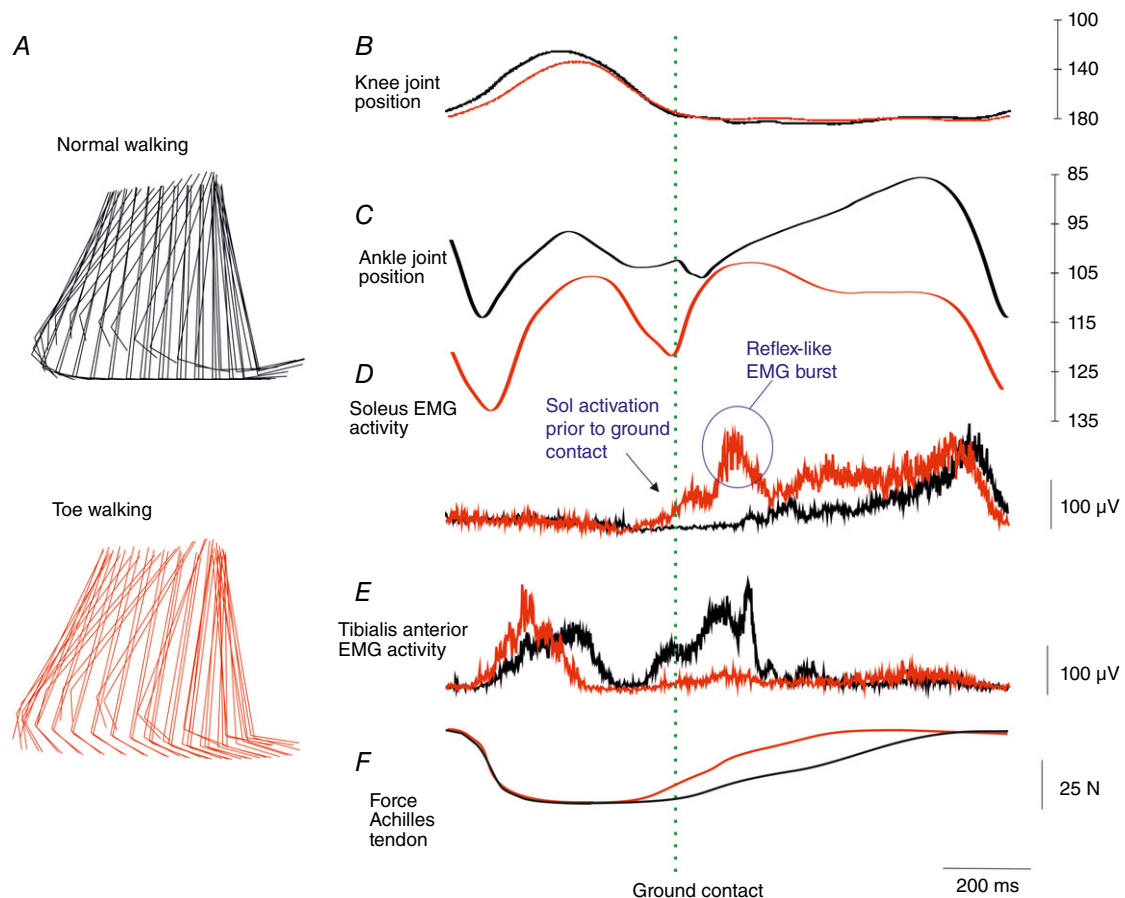 A
Normal walking
Toe walking
B
Knee joint
position
100
140
180
C
Ankle joint
position
85
95
105
115
125
135
D
Soleus EMG
activity
Sol activation
prior to ground
contact
Reflex-like
EMG burst
100 µV
E
Tibialis anterior
EMG activity
100 µV
F
Force
Achilles
tendon
25 N
Ground contact
200 ms